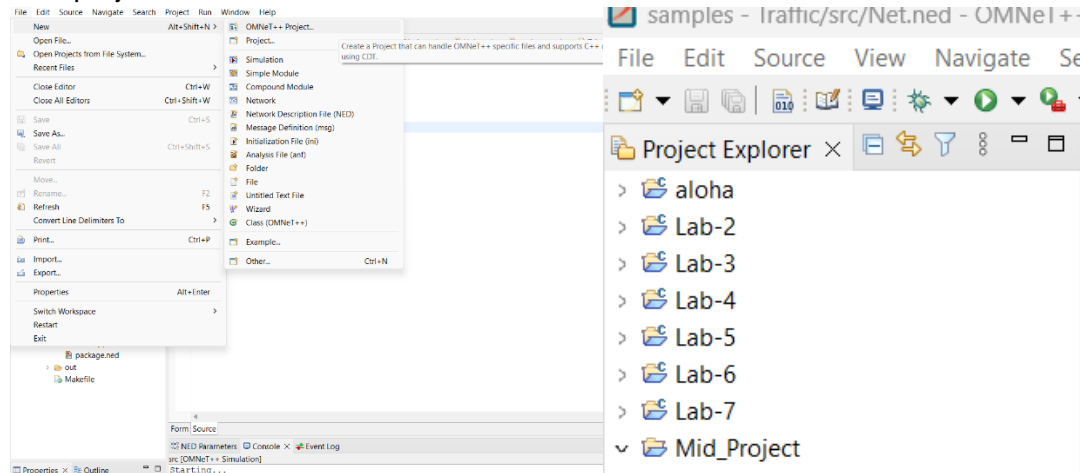 File Edit Source Navigate Search Project Run Window Help
New Alt+Shift+N >
Open File...
Open Projects from File System...
Recent Files >
Close Editor Ctrl+W
Close All Editors Ctrl+Shift+W
Save Ctrl+S
Save As...
Save All Ctrl+Shift+S
Revert
Move...
Rename... F2
Refresh F5
Convert Line Delimiters To >
Print... Ctrl+P
Import...
Export...
Properties Alt+Enter
Switch Workspace >
Restart
Exit
package.ned
out
Makefile
Properties × Outline
OMNeT++ Project...
Project...
Simulation
Simple Module
Compound Module
Network
Network Description File (NED)
Message Definition (msg)
Initialization File (ini)
Analysis File (anf)
Folder
File
Untitled Text File
Wizard
Class (OMNeT++)
Example...
Other... Ctrl+N
Create a Project that can handle OMNeT++ specific files and supports C++
using CDT.
Form Source
NED Parameters Console × Event Log
src [OMNeT++ Simulation]
Starting...
samples - Traffic/src/Net.ned - OMNeT++
File Edit Source View Navigate Se
Project Explorer ×
> aloha
> Lab-2
> Lab-3
> Lab-4
> Lab-5
> Lab-6
> Lab-7
Mid_Project